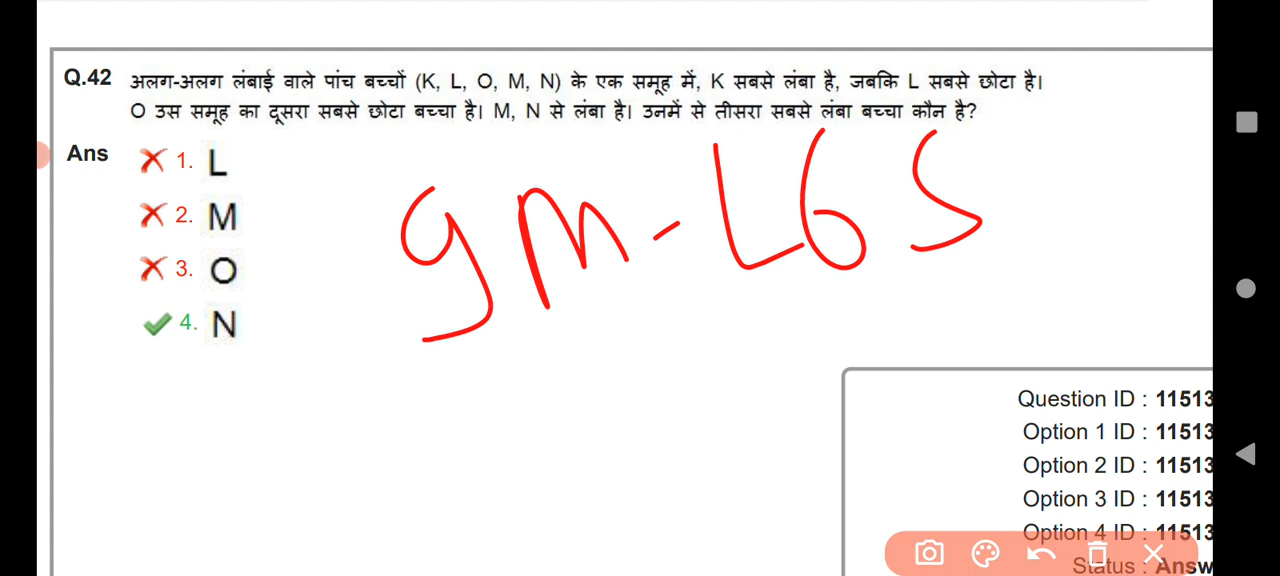 Q.42 अलग-अलग लंबाई वाले पांच बच्चों (K, L, O, M, N) के एक समूह में, K सबसे लंबा है, जबकि L सबसे छोटा है।
O उस समूह का दूसरा सबसे छोटा बच्चा है। M, N से लंबा है। उनमें से तीसरा सबसे लंबा बच्चा कौन है?
Ans 1. L
2. M
3. O
4. N
gm - L6S
Question ID : 11513
Option 1 ID : 11513
Option 2 ID : 11513
Option 3 ID : 11513
Option 4 ID : 11513
Status : Answ